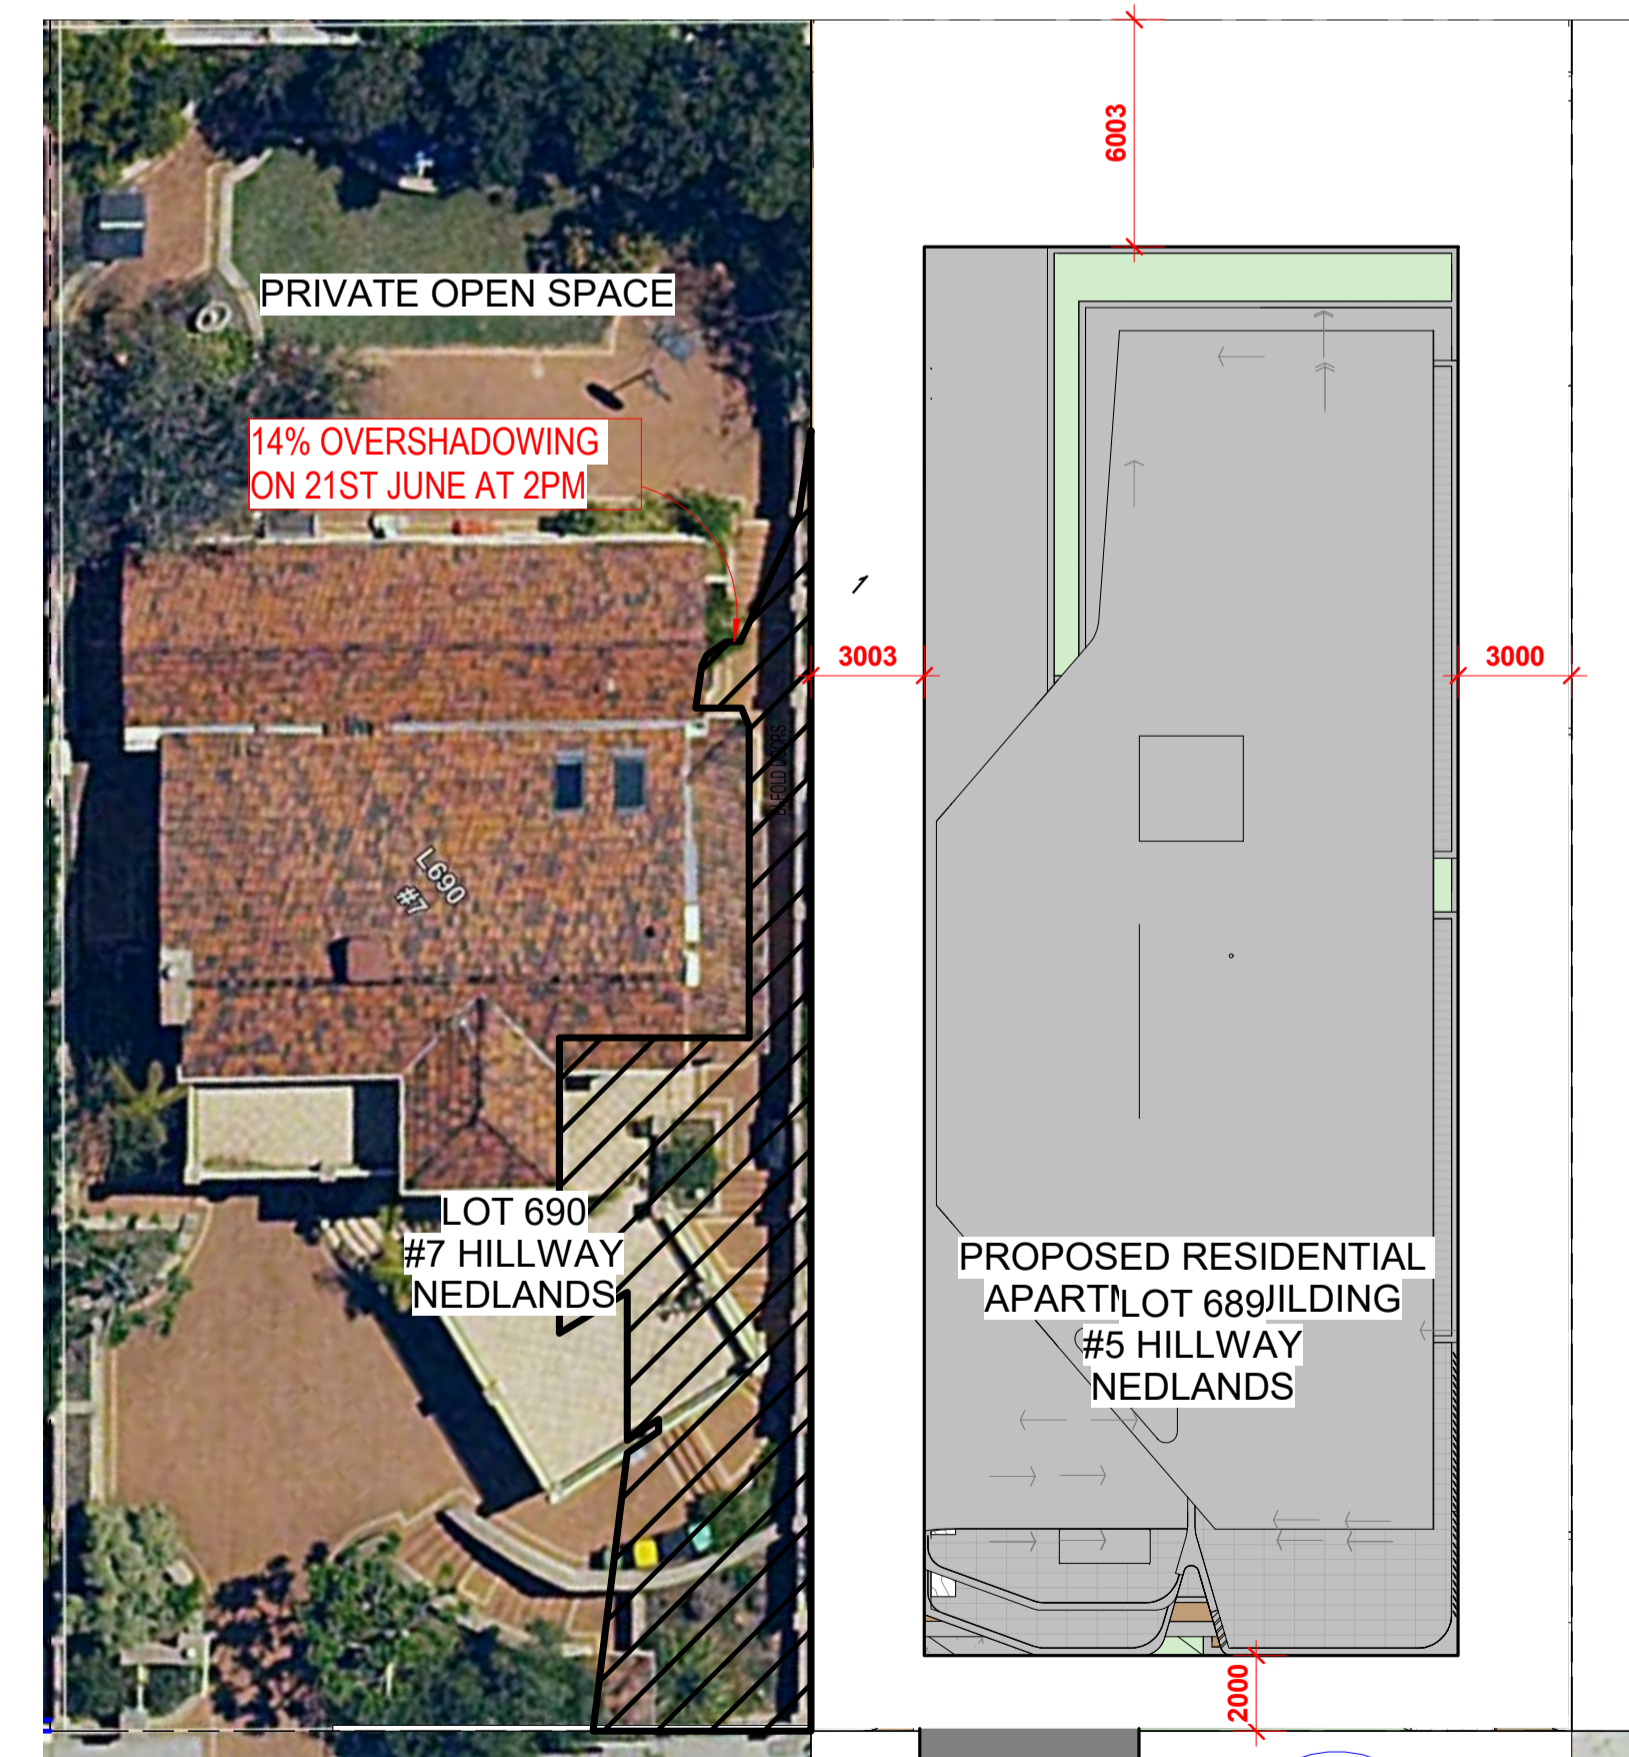 6003
PRIVATE OPEN SPACE
14% OVERSHADOWING
ON 21ST JUNE AT 2PM
3003
3000
L690
#7
LOT 690
#7 HILLWAY
NEDLANDS
PROPOSED RESIDENTIAL
LOT 689
#5 HILLWAY
NEDLANDS
2000